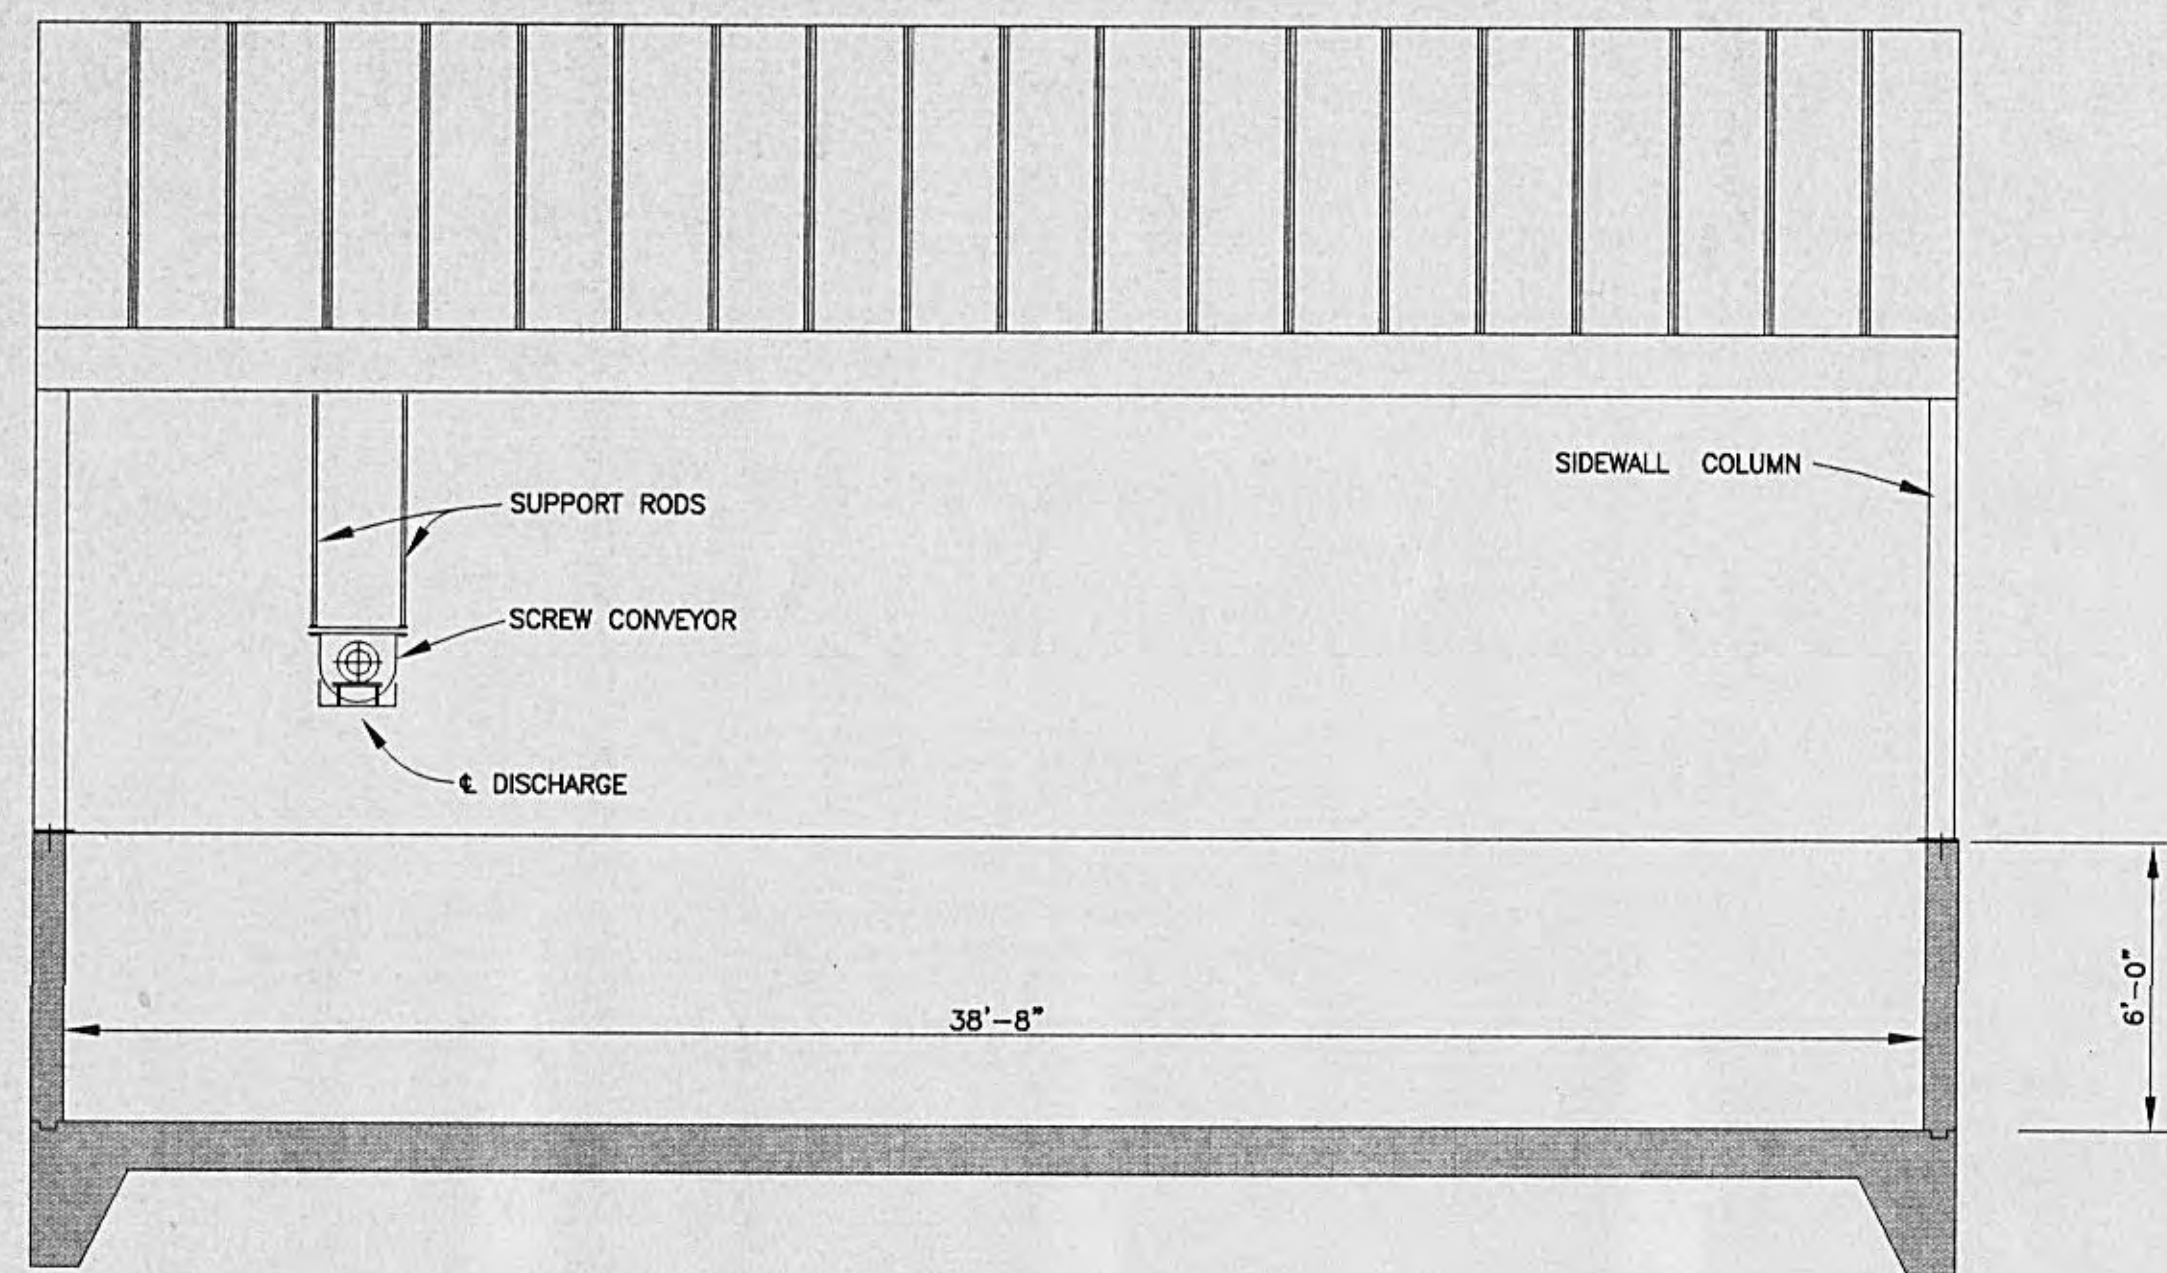 SIDEWALL COLUMN
SUPPORT RODS
SCREW CONVEYOR
℄ DISCHARGE
38'-8"
6'-0"